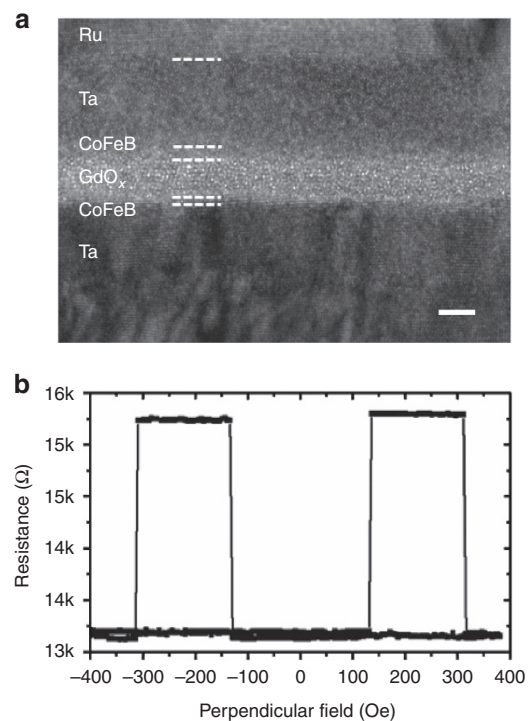 a
Ru
Ta
CoFeB
GdOₓ
CoFeB
Ta
b
16k
15k
15k
14k
14k
13k
Resistance (Ω)
−400 −300 −200 −100 0 100 200 300 400
Perpendicular field (Oe)